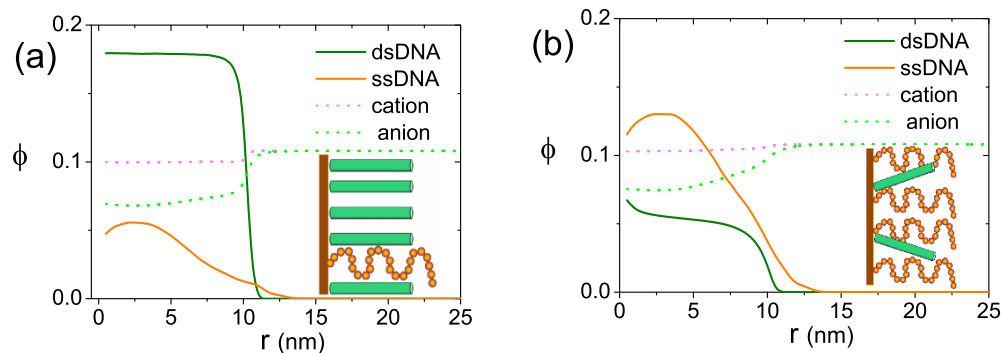 (a)
0.2
0.1
0.0
ϕ
dsDNA
ssDNA
cation
anion
0 5 10 15 20 25
r (nm)
(b)
0.2
0.1
0.0
ϕ
dsDNA
ssDNA
cation
anion
0 5 10 15 20 25
r (nm)